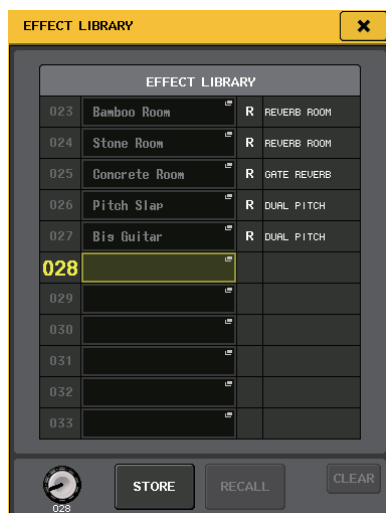 EFFECT LIBRARY
EFFECT LIBRARY
023 Bamboo Room R REVERB ROOM
024 Stone Room R REVERB ROOM
025 Concrete Room R GATE REVERB
026 Pitch Slap R DUAL PITCH
027 Big Guitar R DUAL PITCH
028
029
030
031
032
033
STORE RECALL CLEAR
028